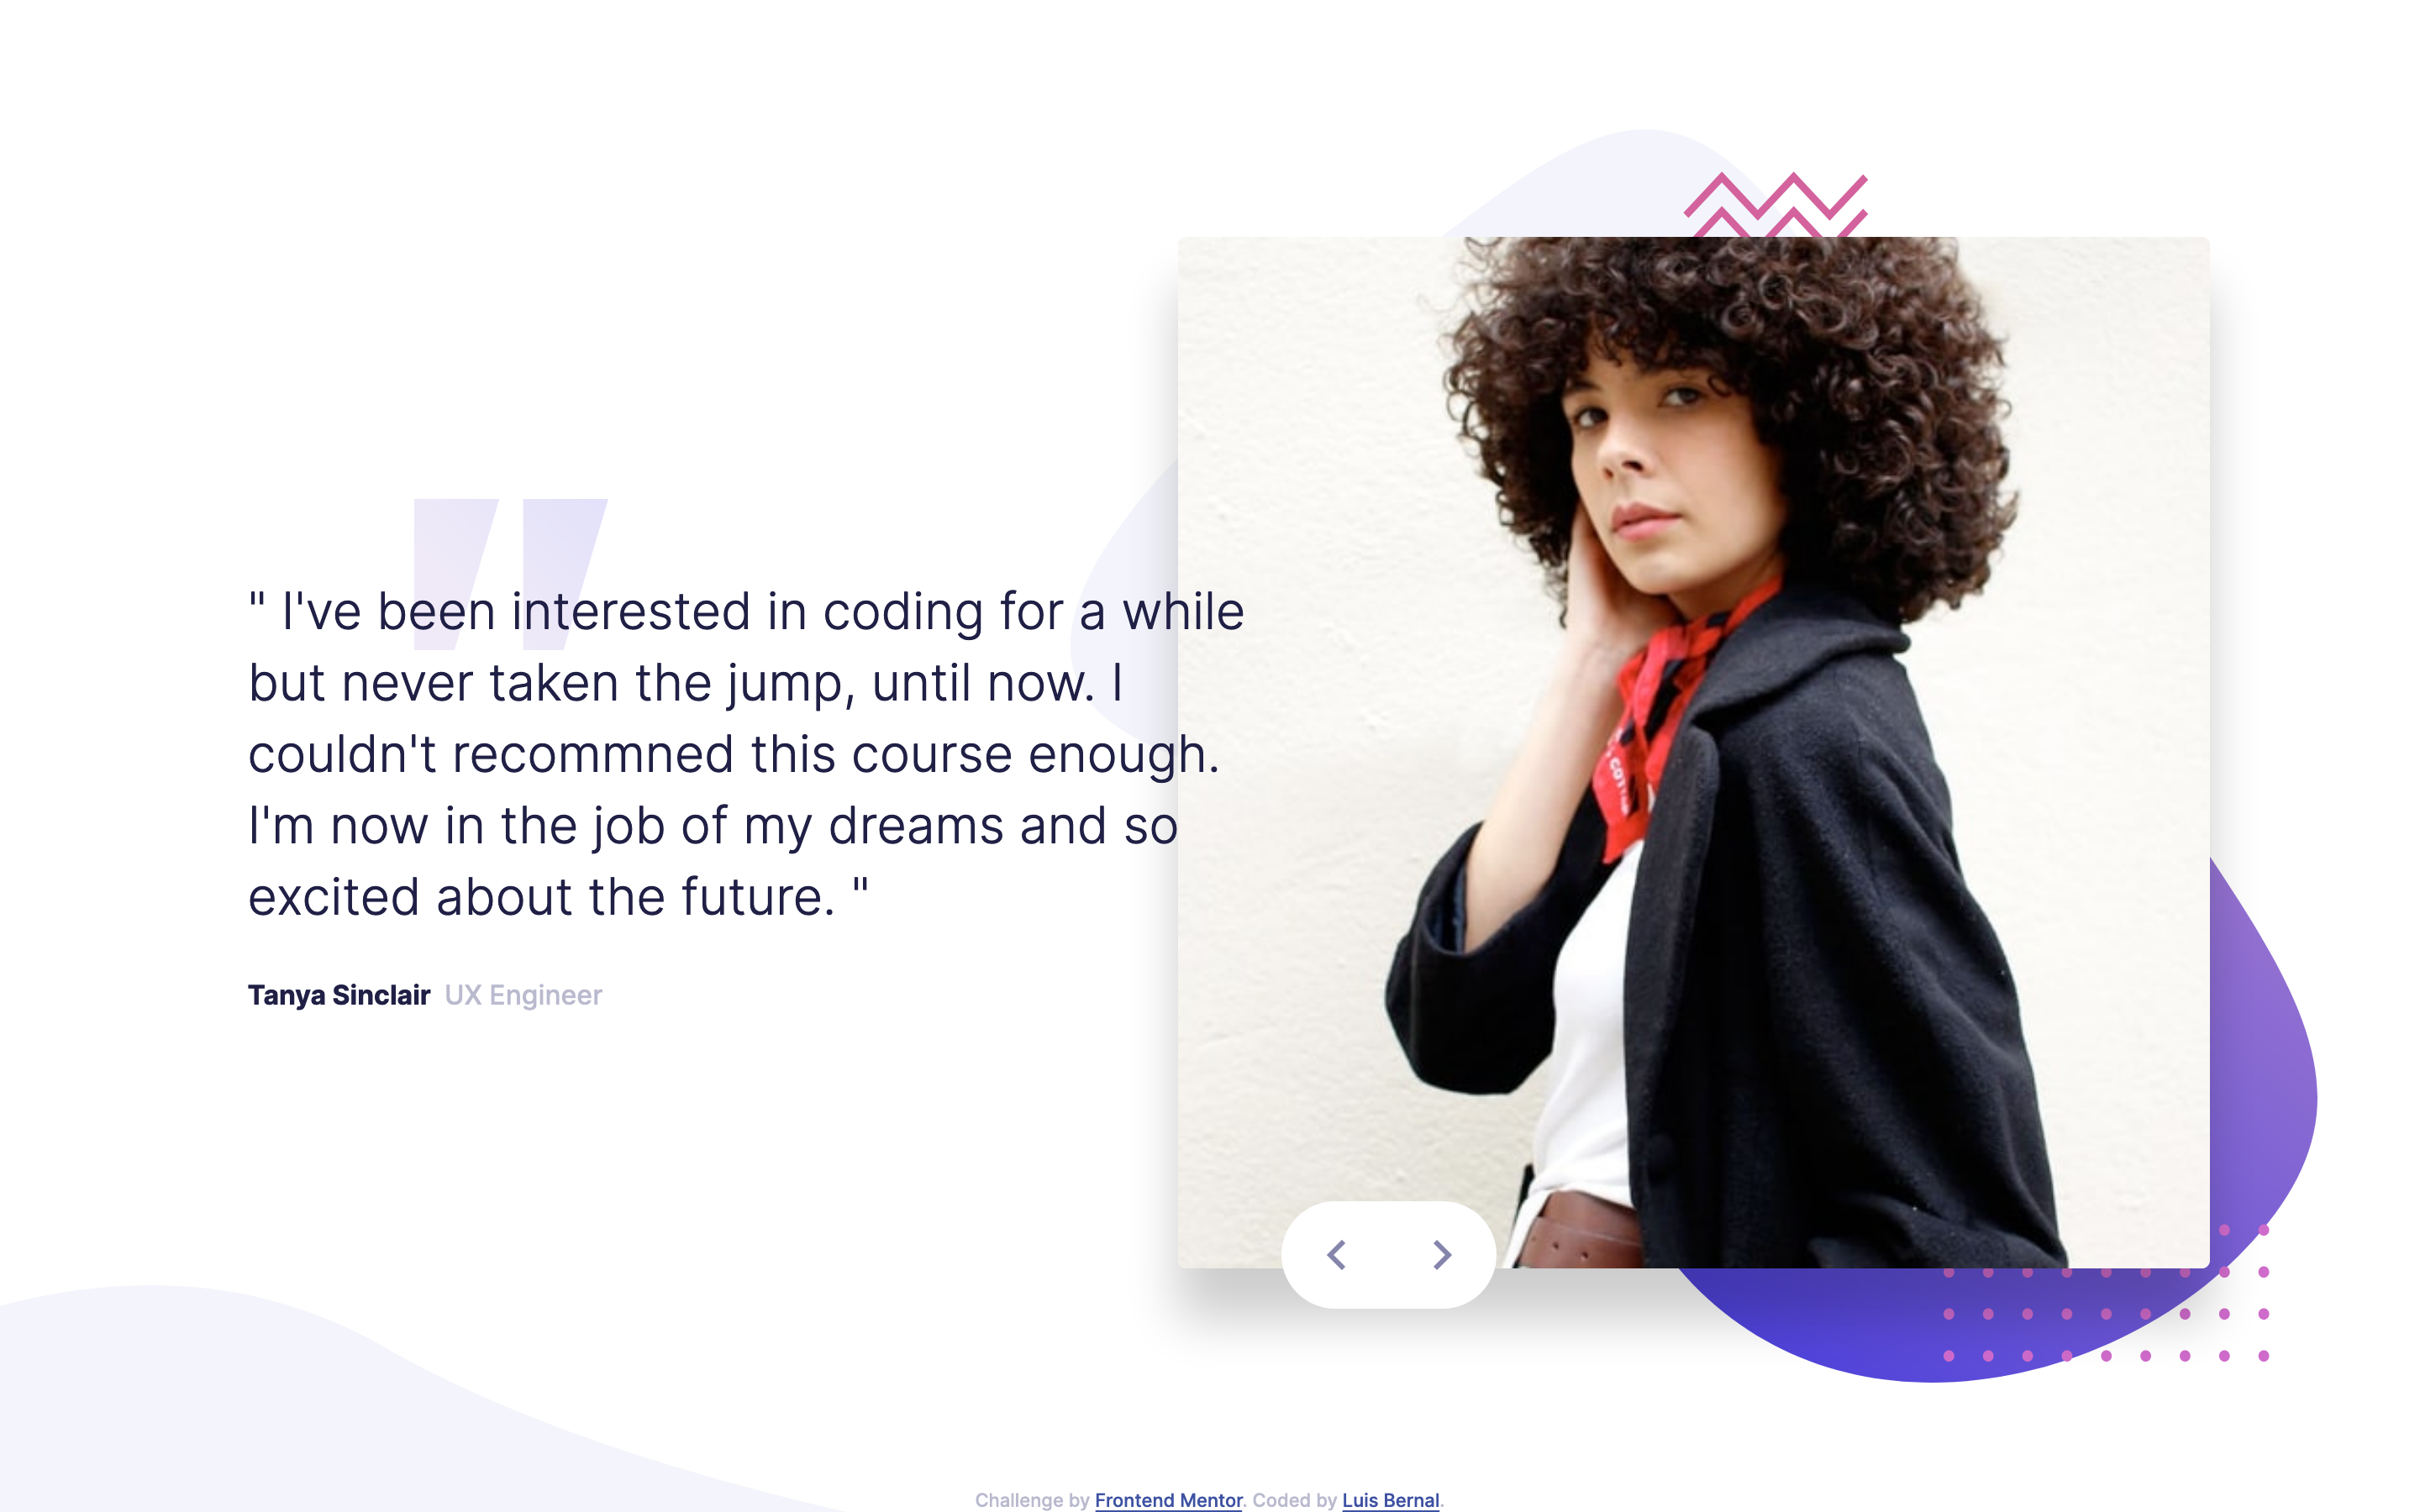 " I've been interested in coding for a while
but never taken the jump, until now. I
couldn't recommned this course enough.
I'm now in the job of my dreams and so
excited about the future. "
Tanya Sinclair UX Engineer
Challenge by Frontend Mentor. Coded by Luis Bernal.